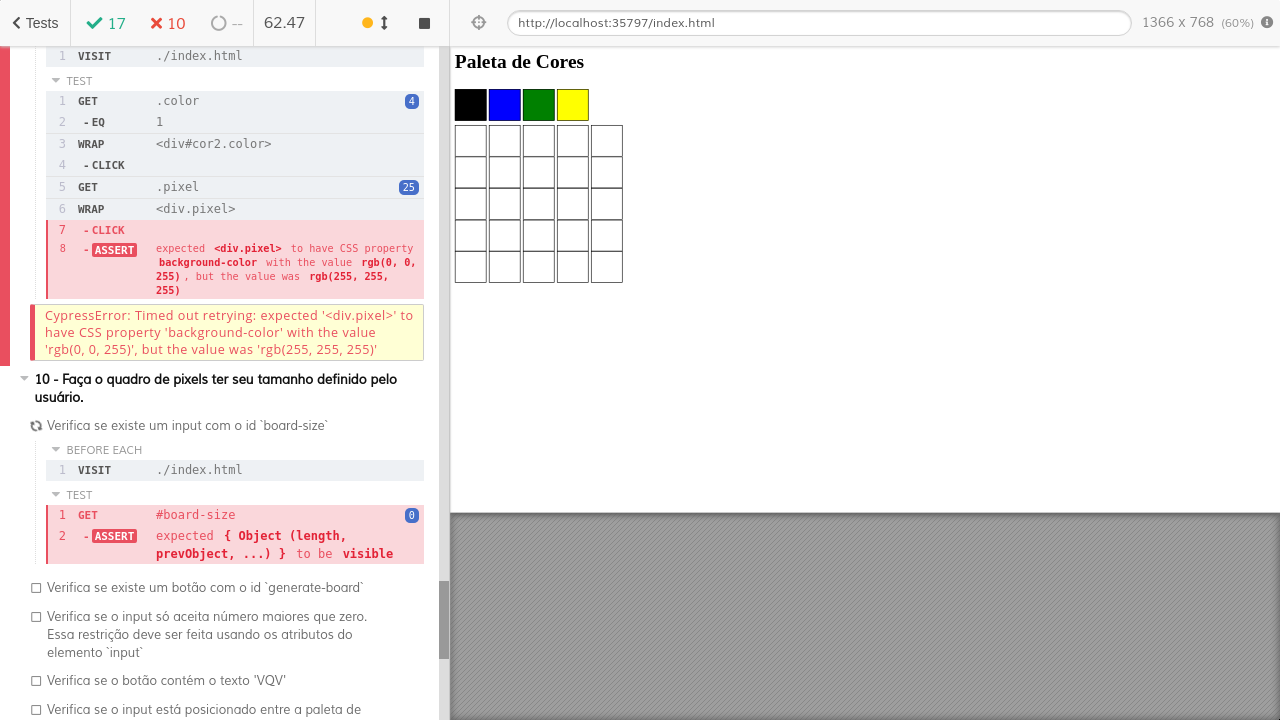 Tests 17 10 -- 62.47
http://localhost:35797/index.html 1366 x 768 (60%)
1 VISIT ./index.html
TEST
1 GET .color 4
2 - EQ 1
3 WRAP <div#cor2.color>
4 - CLICK
5 GET .pixel 25
6 WRAP <div.pixel>
7 - CLICK
8 - ASSERT expected <div.pixel> to have CSS property
background-color with the value rgb(0, 0,
255) , but the value was rgb(255, 255,
255)
CypressError: Timed out retrying: expected '<div.pixel>' to
have CSS property 'background-color' with the value
'rgb(0, 0, 255)', but the value was 'rgb(255, 255, 255)'
10 - Faça o quadro de pixels ter seu tamanho definido pelo
usuário.
Verifica se existe um input com o id `board-size`
BEFORE EACH
1 VISIT ./index.html
TEST
1 GET #board-size 0
2 - ASSERT expected { Object (length,
prevObject, ...) } to be visible
Verifica se existe um botão com o id `generate-board`
Verifica se o input só aceita número maiores que zero.
Essa restrição deve ser feita usando os atributos do
elemento `input`
Verifica se o botão contém o texto 'VQV'
Verifica se o input está posicionado entre a paleta de
Paleta de Cores